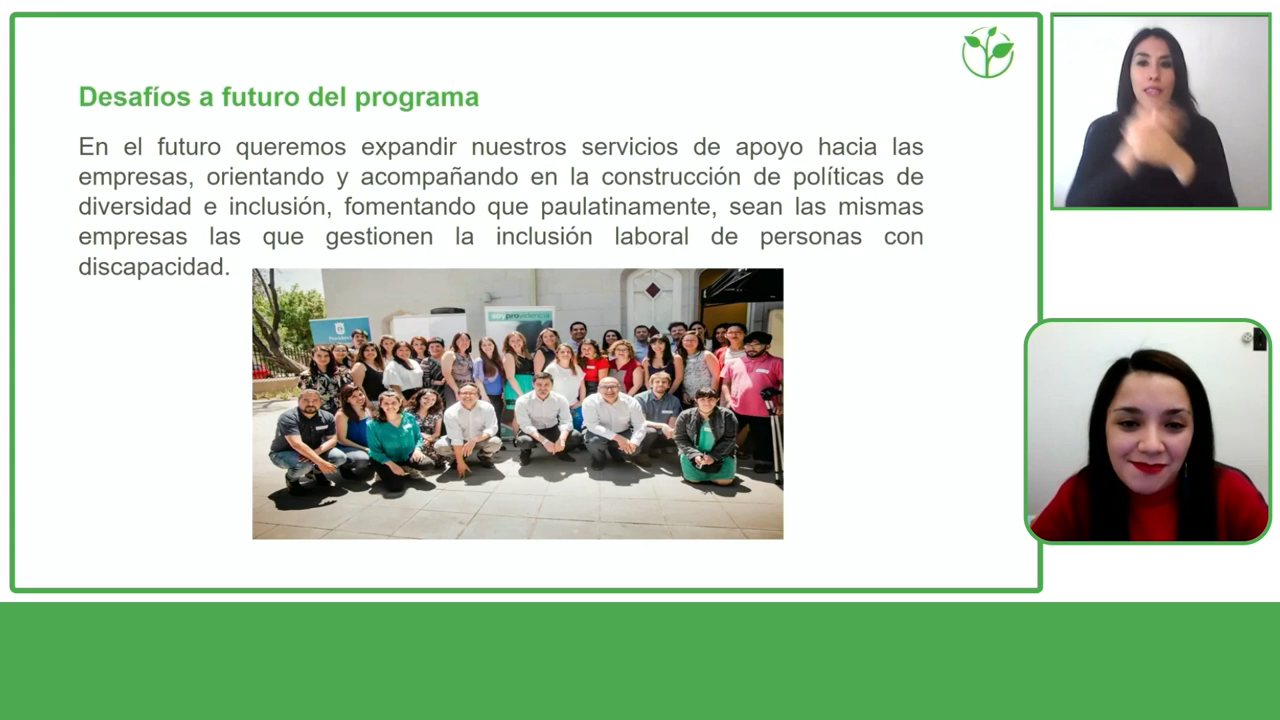 Desafíos a futuro del programa
En el futuro queremos expandir nuestros servicios de apoyo hacia las
empresas, orientando y acompañando en la construcción de políticas de
diversidad e inclusión, fomentando que paulatinamente, sean las mismas
empresas las que gestionen la inclusión laboral de personas con
discapacidad.
soyprovidencia